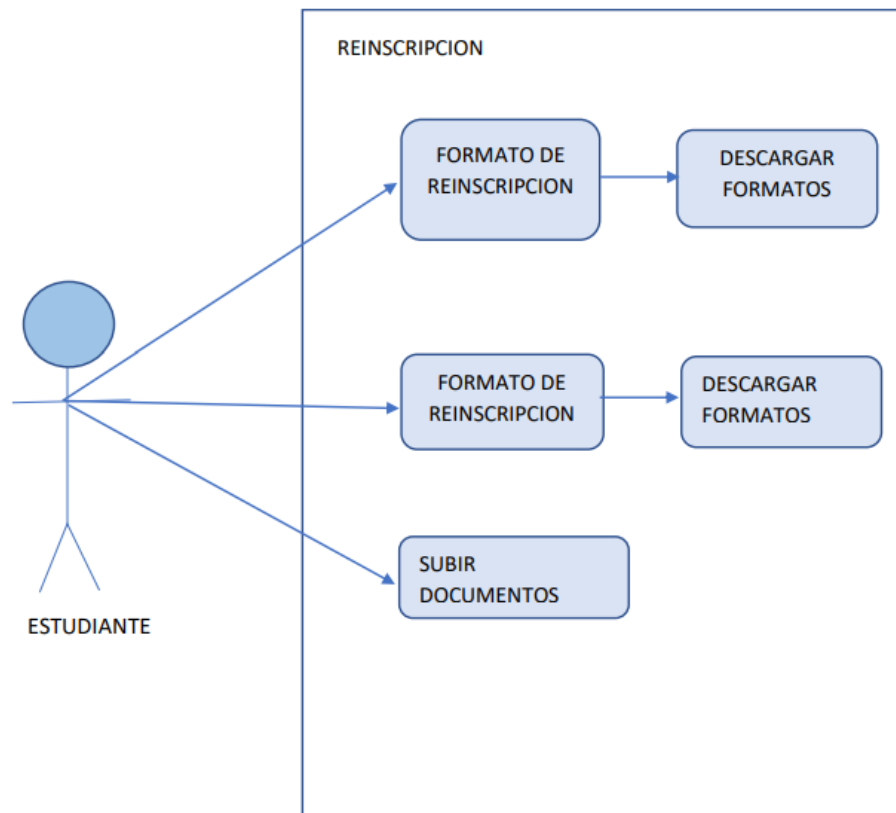 REINSCRIPCION
FORMATO DE
REINSCRIPCION
DESCARGAR
FORMATOS
FORMATO DE
REINSCRIPCION
DESCARGAR
FORMATOS
SUBIR
DOCUMENTOS
ESTUDIANTE